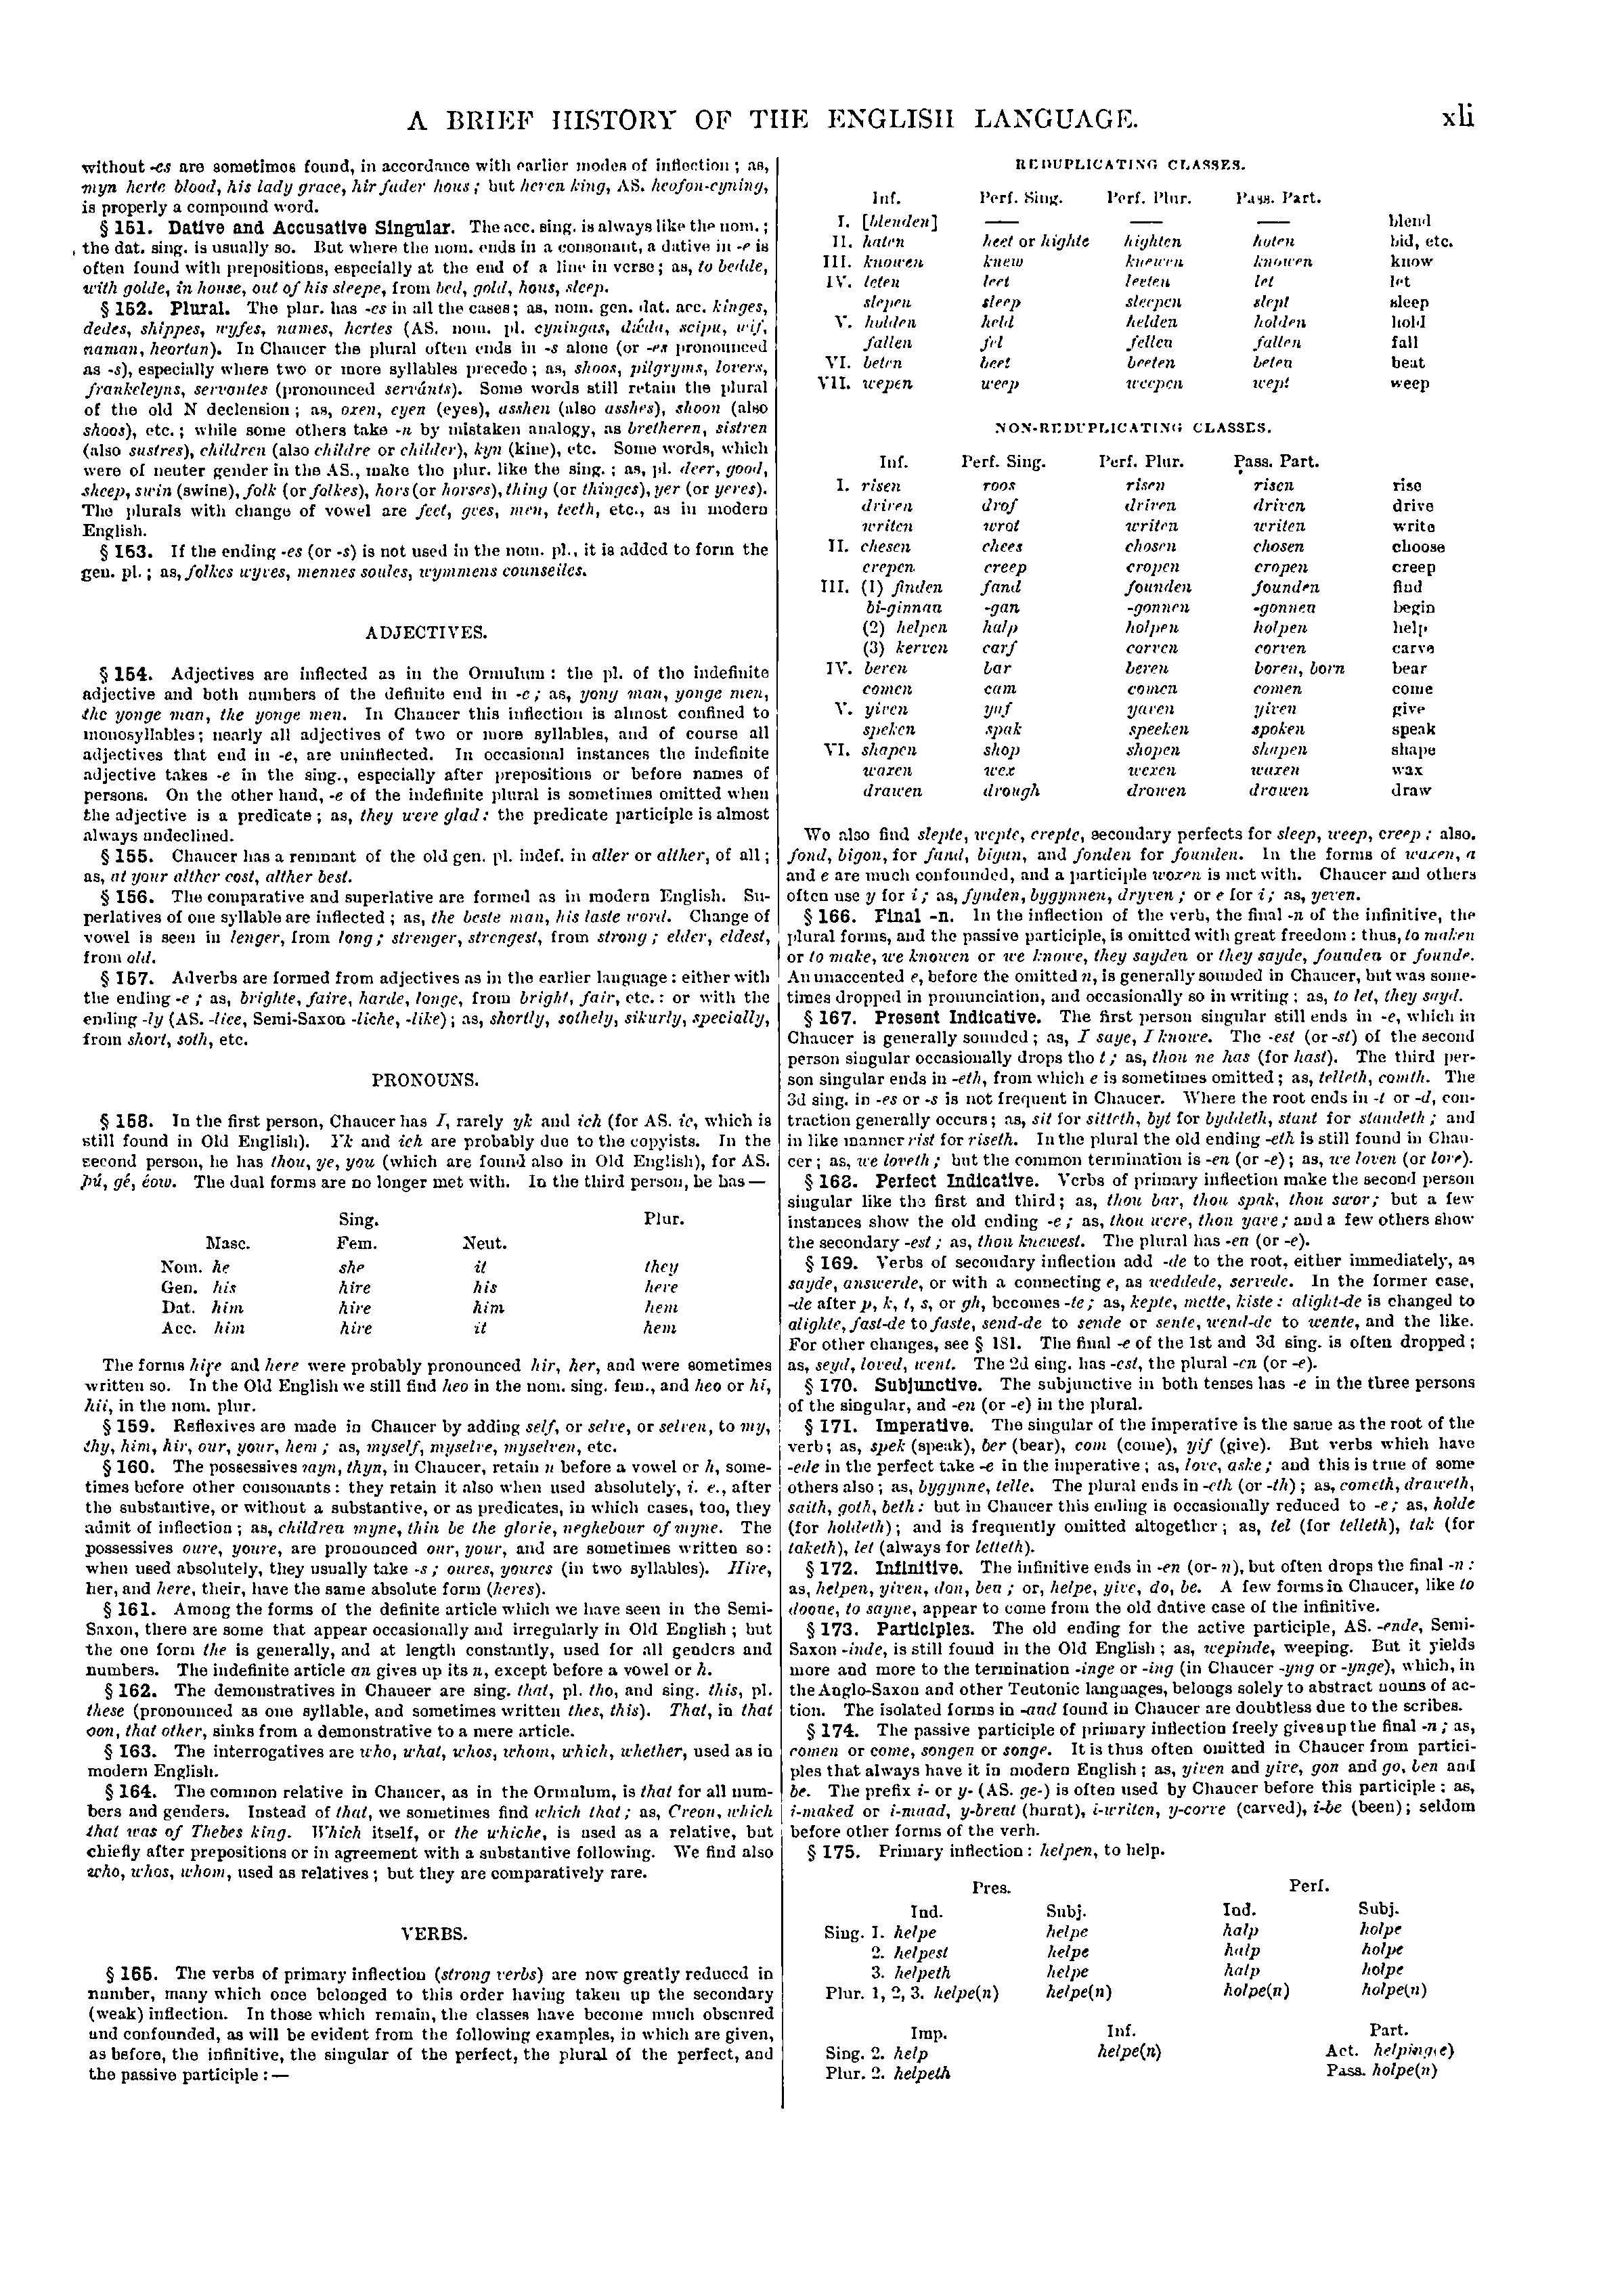 A BRIEF HISTORY OF THE ENGLISH LANGUAGE.
xli
without -es are sometimes found, in accordance with earlier modes of inflection; as,
myn herte blood, his lady grace, hir fader hous; but heven king, AS. heofon-cyning,
is properly a compound word.
§ 151. Dative and Accusative Singular. The acc. sing. is always like the nom.;
the dat. sing. is usually so. But where the nom. ends in a consonant, a dative in -e is
often found with prepositions, especially at the end of a line in verse; as, to bedde,
with golde, in house, out of his sleepe, from bed, gold, hous, sleep.
§ 152. Plural. The plur. has -es in all the cases; as, nom. gen. dat. acc. kinges,
dedes, shippes, wyfes, names, hertes (AS. nom. pl. cyningas, dǽda, scipu, wíf,
naman, heortan). In Chaucer the plural often ends in -s alone (or -es pronounced
as -s), especially where two or more syllables precede; as, shoos, pilgryms, lovers,
frankeleyns, servantes (pronounced servánts). Some words still retain the plural
of the old N declension; as, oxen, eyen (eyes), asshen (also asshes), shoon (also
shoos), etc.; while some others take -n by mistaken analogy, as bretheren, sistren
(also sustres), children (also childre or childer), kyn (kine), etc. Some words, which
were of neuter gender in the AS., make the plur. like the sing.; as, pl. deer, good,
sheep, swin (swine), folk (or folkes), hors (or horses), thing (or thinges), yer (or yeres).
The plurals with change of vowel are feet, gees, men, teeth, etc., as in modern
English.
§ 153. If the ending -es (or -s) is not used in the nom. pl., it is added to form the
gen. pl.; as, folkes wyves, mennes soules, wymmens counseiles.
ADJECTIVES.
§ 154. Adjectives are inflected as in the Ormulum: the pl. of the indefinite
adjective and both numbers of the definite end in -e; as, yong man, yonge men,
the yonge man, the yonge men. In Chaucer this inflection is almost confined to
monosyllables; nearly all adjectives of two or more syllables, and of course all
adjectives that end in -e, are uninflected. In occasional instances the indefinite
adjective takes -e in the sing., especially after prepositions or before names of
persons. On the other hand, -e of the indefinite plural is sometimes omitted when
the adjective is a predicate; as, they were glad: the predicate participle is almost
always undeclined.
§ 155. Chaucer has a remnant of the old gen. pl. indef. in aller or alther, of all;
as, at your alther cost, alther best.
§ 156. The comparative and superlative are formed as in modern English. Su-
perlatives of one syllable are inflected; as, the beste man, his laste word. Change of
vowel is seen in lenger, from long; strenger, strengest, from strong; elder, eldest,
from old.
§ 157. Adverbs are formed from adjectives as in the earlier language: either with
the ending -e; as, brighte, faire, harde, longe, from bright, fair, etc.: or with the
ending -ly (AS. -lice, Semi-Saxon -liche, -like); as, shortly, sothely, sikurly, specially,
from short, soth, etc.
PRONOUNS.
§ 158. In the first person, Chaucer has I, rarely yk and ich (for AS. ic, which is
still found in Old English). Yk and ich are probably due to the copyists. In the
second person, he has thou, ye, you (which are found also in Old English), for AS.
þú, gé, éow. The dual forms are no longer met with. In the third person, he has —
Sing. Plur.
Masc. Fem. Neut.
Nom. he she it they
Gen. his hire his here
Dat. him hire him hem
Acc. him hire it hem
The forms hire and here were probably pronounced hir, her, and were sometimes
written so. In the Old English we still find heo in the nom. sing. fem., and heo or hi,
hii, in the nom. plur.
§ 159. Reflexives are made in Chaucer by adding self, or selve, or selven, to my,
thy, him, hir, our, your, hem; as, myself, myselve, myselven, etc.
§ 160. The possessives myn, thyn, in Chaucer, retain n before a vowel or h, some-
times before other consonants: they retain it also when used absolutely, i. e., after
the substantive, or without a substantive, or as predicates, in which cases, too, they
admit of inflection; as, children myne, thin be the glorie, neghebour of myne. The
possessives oure, youre, are pronounced our, your, and are sometimes written so:
when used absolutely, they usually take -s; oures, youres (in two syllables). Hire,
her, and here, their, have the same absolute form (heres).
§ 161. Among the forms of the definite article which we have seen in the Semi-
Saxon, there are some that appear occasionally and irregularly in Old English; but
the one form the is generally, and at length constantly, used for all genders and
numbers. The indefinite article an gives up its n, except before a vowel or h.
§ 162. The demonstratives in Chaucer are sing. that, pl. tho, and sing. this, pl.
these (pronounced as one syllable, and sometimes written thes, this). That, in that
oon, that other, sinks from a demonstrative to a mere article.
§ 163. The interrogatives are who, what, whos, whom, which, whether, used as in
modern English.
§ 164. The common relative in Chaucer, as in the Ormulum, is that for all num-
bers and genders. Instead of that, we sometimes find which that; as, Creon, which
that was of Thebes king. Which itself, or the whiche, is used as a relative, but
chiefly after prepositions or in agreement with a substantive following. We find also
who, whos, whom, used as relatives; but they are comparatively rare.
VERBS.
§ 165. The verbs of primary inflection (strong verbs) are now greatly reduced in
number, many which once belonged to this order having taken up the secondary
(weak) inflection. In those which remain, the classes have become much obscured
and confounded, as will be evident from the following examples, in which are given,
as before, the infinitive, the singular of the perfect, the plural of the perfect, and
the passive participle: —
REDUPLICATING CLASSES.
Inf. Perf. Sing. Perf. Plur. Pass. Part.
I. [blenden] — — — blend
II. haten heet or highte highten hoten bid, etc.
III. knowen knew knewen knowen know
IV. leten leet leeten let let
slepen sleep sleepen slept sleep
V. holden held helden holden hold
fallen fel fellen fallen fall
VI. beten beet beeten beten beat
VII. wepen weep weepen wept weep
NON-REDUPLICATING CLASSES.
Inf. Perf. Sing. Perf. Plur. Pass. Part.
I. risen roos risen risen rise
driven drof driven driven drive
writen wrot writen writen write
II. chesen chees chosen chosen choose
crepen creep cropen cropen creep
III. (1) finden fand founden founden find
bi-ginnan -gan -gonnen -gonnen begin
(2) helpen halp holpen holpen help
(3) kerven carf corven corven carve
IV. beren bar beren boren, born bear
comen cam comen comen come
V. yiven yaf yaven yiven give
speken spak speeken spoken speak
VI. shapen shop shopen shapen shape
waxen wex wexen waxen wax
drawen drough drowen drawen draw
We also find slepte, wepte, crepte, secondary perfects for sleep, weep, creep: also,
fond, bigon, for fand, bigan, and fonden for founden. In the forms of waxen, a
and e are much confounded, and a participle woxen is met with. Chaucer and others
often use y for i; as, fynden, bygynnen, dryven; or e for i; as, yeven.
§ 166. Final -n. In the inflection of the verb, the final -n of the infinitive, the
plural forms, and the passive participle, is omitted with great freedom: thus, to maken
or to make, we knowen or we knowe, they sayden or they sayde, founden or founde.
An unaccented e, before the omitted n, is generally sounded in Chaucer, but was some-
times dropped in pronunciation, and occasionally so in writing; as, to let, they sayd.
§ 167. Present Indicative. The first person singular still ends in -e, which in
Chaucer is generally sounded; as, I saye, I knowe. The -est (or -st) of the second
person singular occasionally drops the t; as, thou ne has (for hast). The third per-
son singular ends in -eth, from which e is sometimes omitted; as, telleth, comth. The
3d sing. in -es or -s is not frequent in Chaucer. Where the root ends in -t or -d, con-
traction generally occurs; as, sit for sitteth, byt for byddeth, stant for standeth; and
in like manner rist for riseth. In the plural the old ending -eth is still found in Chau-
cer; as, we loveth; but the common termination is -en (or -e); as, we loven (or love).
§ 168. Perfect Indicative. Verbs of primary inflection make the second person
singular like the first and third; as, thou bar, thou spak, thou swor; but a few
instances show the old ending -e; as, thou were, thou yave; and a few others show
the secondary -est; as, thou knewest. The plural has -en (or -e).
§ 169. Verbs of secondary inflection add -de to the root, either immediately, as
sayde, answerde, or with a connecting e, as weddede, servede. In the former case,
-de after p, k, t, s, or gh, becomes -te; as, kepte, mette, kiste: alight-de is changed to
alighte, fast-de to faste, send-de to sende or sente, wend-de to wente, and the like.
For other changes, see § 181. The final -e of the 1st and 3d sing. is often dropped;
as, seyd, loved, went. The 2d sing. has -est, the plural -en (or -e).
§ 170. Subjunctive. The subjunctive in both tenses has -e in the three persons
of the singular, and -en (or -e) in the plural.
§ 171. Imperative. The singular of the imperative is the same as the root of the
verb; as, spek (speak), ber (bear), com (come), yif (give). But verbs which have
-ede in the perfect take -e in the imperative; as, love, aske; and this is true of some
others also; as, bygynne, telle. The plural ends in -eth (or -th); as, cometh, draweth,
saith, goth, beth: but in Chaucer this ending is occasionally reduced to -e; as, holde
(for holdeth); and is frequently omitted altogether; as, tel (for telleth), tak (for
taketh), let (always for letteth).
§ 172. Infinitive. The infinitive ends in -en (or- n), but often drops the final -n:
as, helpen, yiven, don, ben; or, helpe, yive, do, be. A few forms in Chaucer, like to
doone, to sayne, appear to come from the old dative case of the infinitive.
§ 173. Participles. The old ending for the active participle, AS. -ende, Semi-
Saxon -inde, is still found in the Old English; as, wepinde, weeping. But it yields
more and more to the termination -inge or -ing (in Chaucer -yng or -ynge), which, in
the Anglo-Saxon and other Teutonic languages, belongs solely to abstract nouns of ac-
tion. The isolated forms in -and found in Chaucer are doubtless due to the scribes.
§ 174. The passive participle of primary inflection freely gives up the final -n; as,
comen or come, songen or songe. It is thus often omitted in Chaucer from partici-
ples that always have it in modern English; as, yiven and yive, gon and go, ben and
be. The prefix i- or y- (AS. ge-) is often used by Chaucer before this participle: as,
i-maked or i-maad, y-brent (burnt), i-writen, y-corve (carved), i-be (been); seldom
before other forms of the verb.
§ 175. Primary inflection: helpen, to help.
Pres. Perf.
Ind. Subj. Ind. Subj.
Sing. 1. helpe helpe halp holpe
2. helpest helpe halp holpe
3. helpeth helpe halp holpe
Plur. 1, 2, 3. helpe(n) helpe(n) holpe(n) holpe(n)
Imp. Inf. Part.
Sing. 2. help helpe(n) Act. helping(e)
Plur. 2. helpeth Pass. holpe(n)